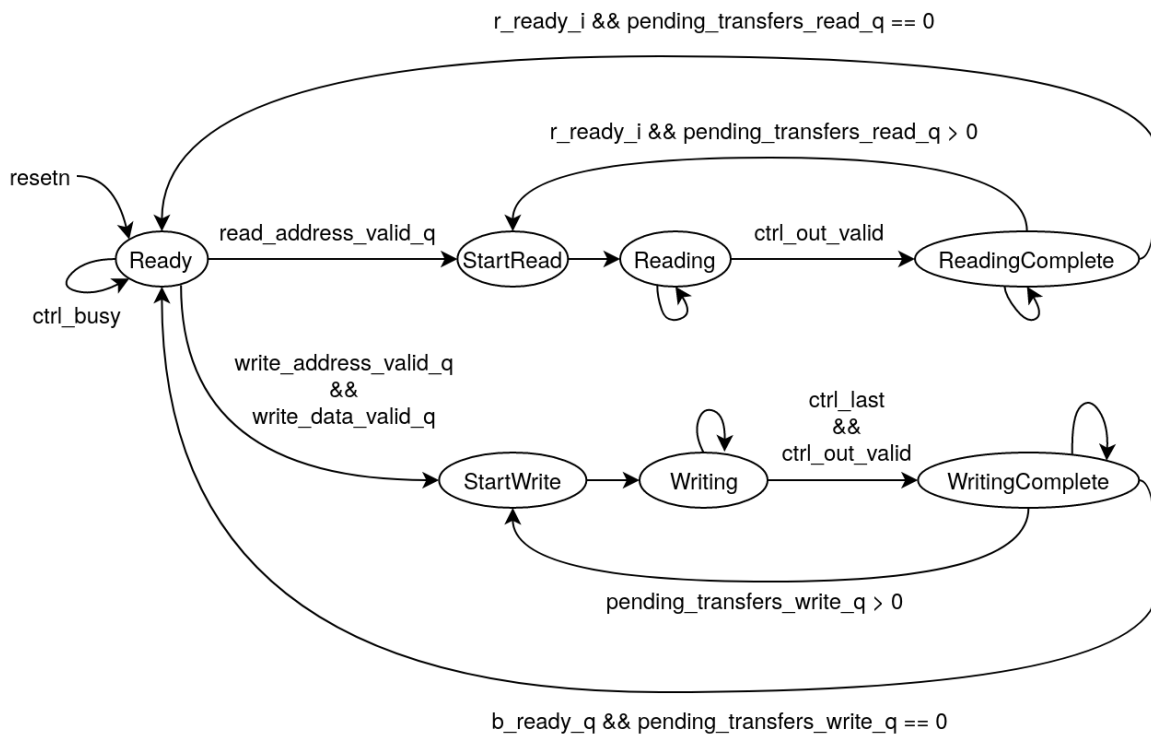 r_ready_i && pending_transfers_read_q == 0
r_ready_i && pending_transfers_read_q > 0
resetn
read_address_valid_q
ctrl_out_valid
Ready
StartRead
Reading
ReadingComplete
ctrl_busy
write_address_valid_q
&&
write_data_valid_q
ctrl_last
&&
ctrl_out_valid
StartWrite
Writing
WritingComplete
pending_transfers_write_q > 0
b_ready_q && pending_transfers_write_q == 0